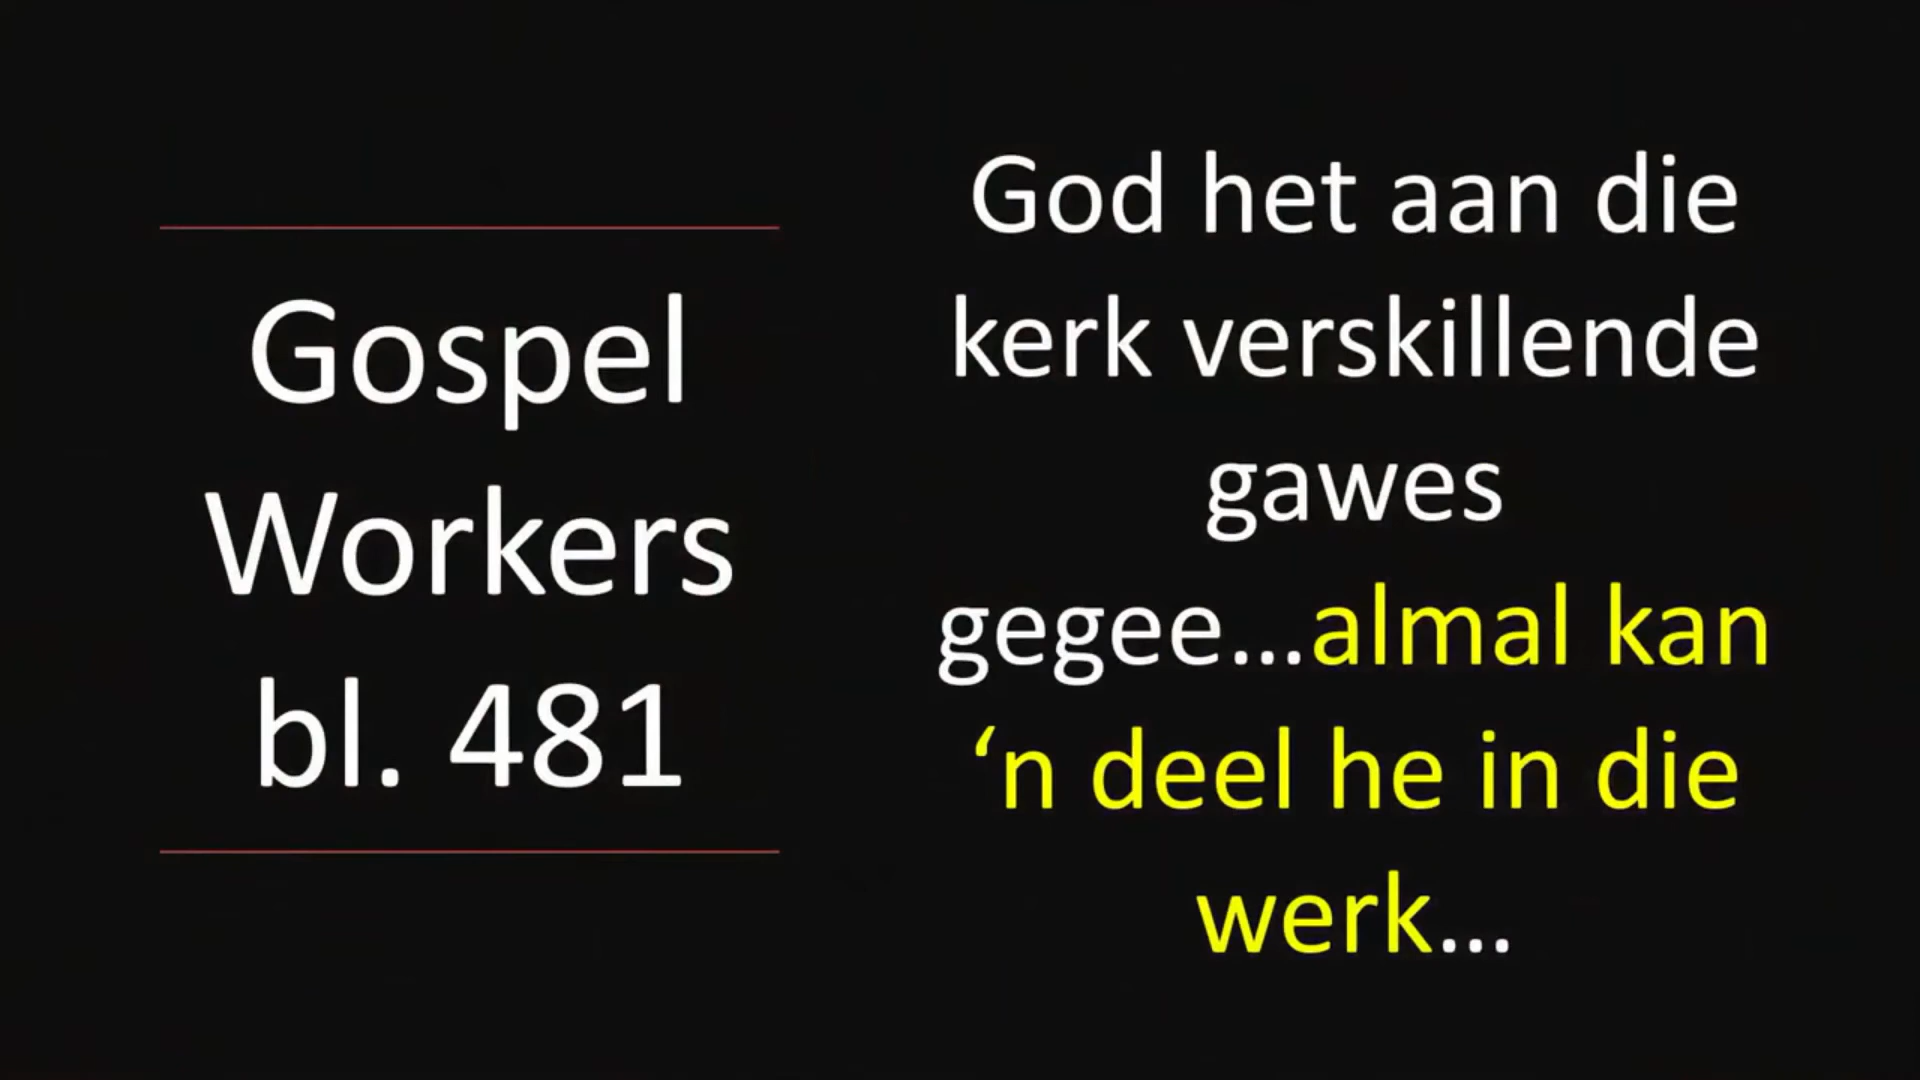 Gospel
Workers
bl. 481
God het aan die
kerk verskillende
gawes
gegee...almal kan
‘n deel he in die
werk...